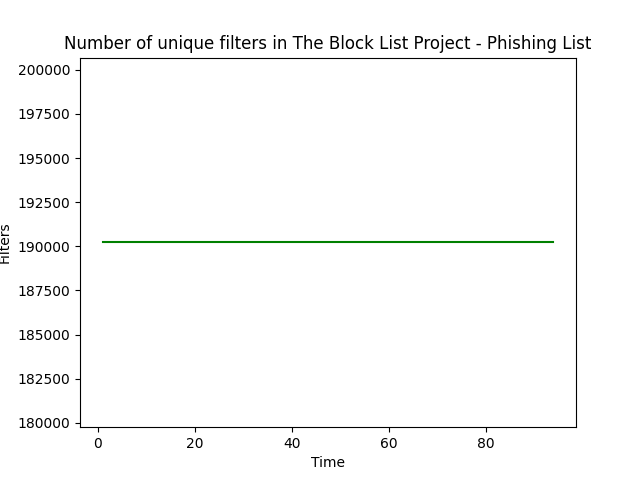 Number of unique filters in The Block List Project - Phishing List
200000
197500
195000
192500
190000
187500
185000
182500
180000
Filters
0 20 40 60 80
Time